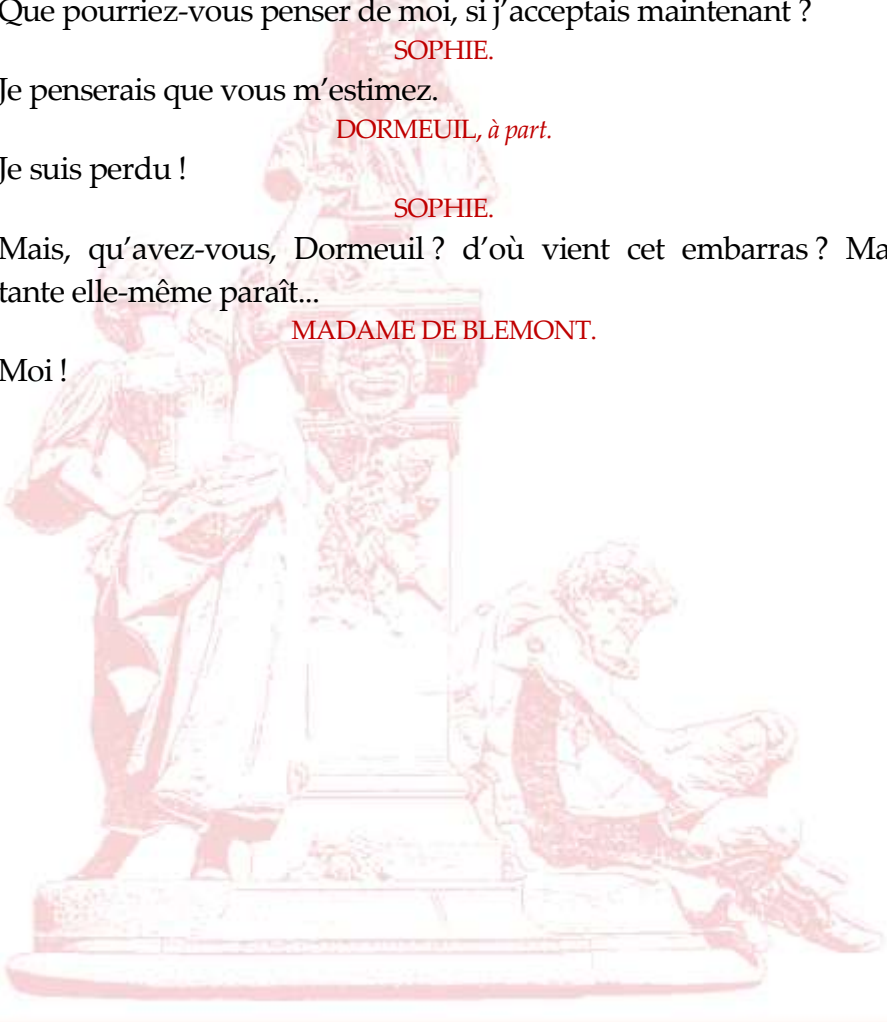 Que pourriez-vous penser de moi, si j’acceptais maintenant ?
SOPHIE.
Je penserais que vous m’estimez.
DORMEUIL, à part.
Je suis perdu !
SOPHIE.
Mais, qu’avez-vous, Dormeuil ? d’où vient cet embarras ? Ma
tante elle-même paraît...
MADAME DE BLEMONT.
Moi !